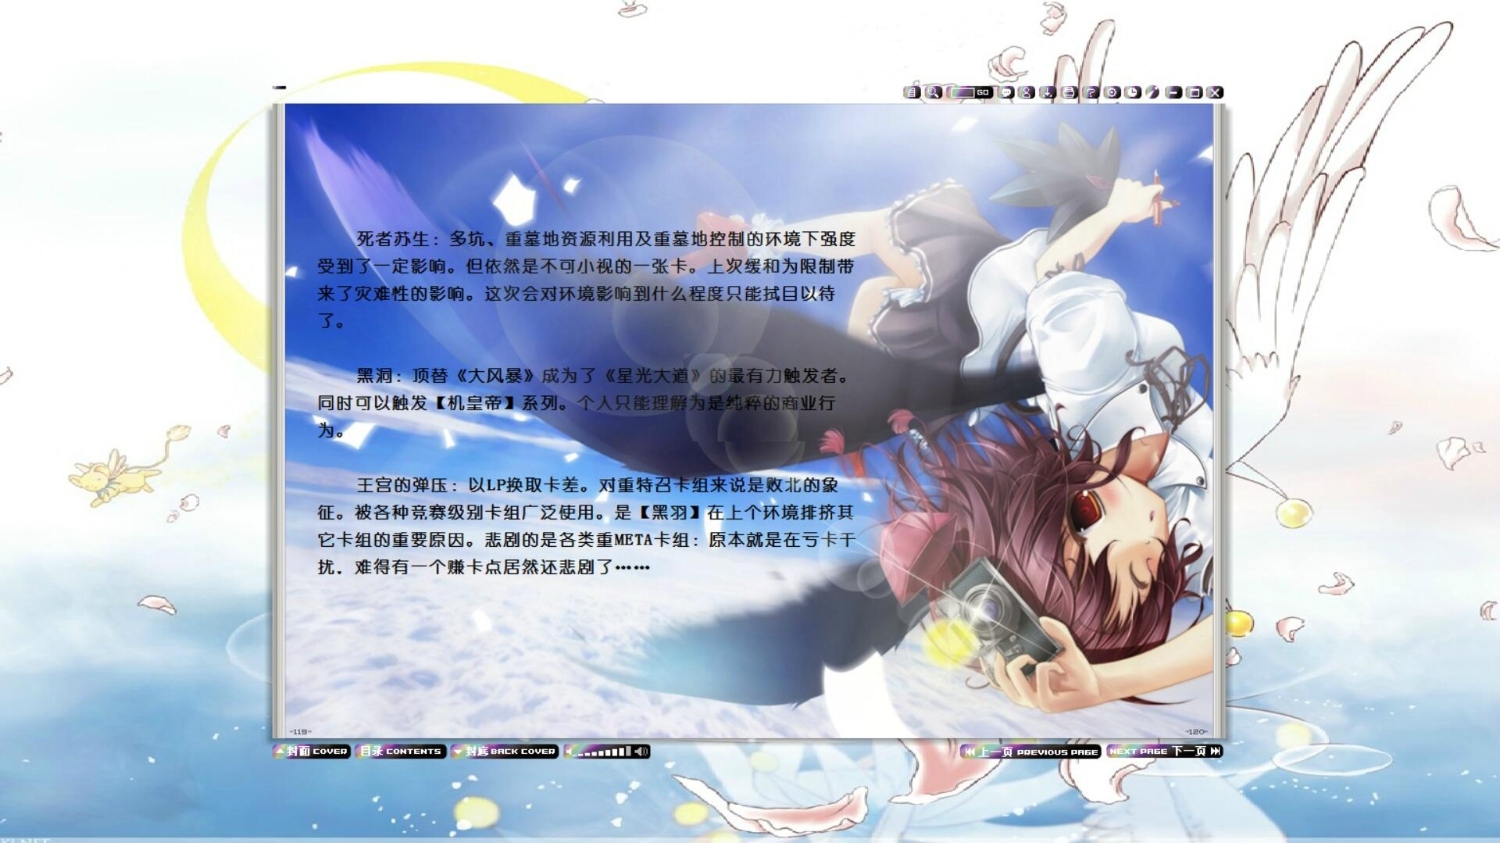 GO
死者苏生：多坑、重墓地资源利用及重墓地控制的环境下强度
受到了一定影响。但依然是不可小视的一张卡。上次缓和为限制带
来了灾难性的影响。这次会对环境影响到什么程度只能拭目以待
了。
黑洞：顶替《大风暴》成为了《星光大道》的最有力触发者。
同时可以触发【机皇帝】系列。个人只能理解为是纯粹的商业行
为。
王宫的弹压：以LP换取卡差。对重特召卡组来说是败北的象
征。被各种竞赛级别卡组广泛使用。是【黑羽】在上个环境排挤其
它卡组的重要原因。悲剧的是各类重META卡组：原本就是在亏卡干
扰．难得有一个赚卡点居然还悲剧了……
-119-
-120-
封面 COVER 目录 CONTENTS 封底 BACK COVER 上一页 PREVIOUS PAGE NEXT PAGE 下一页